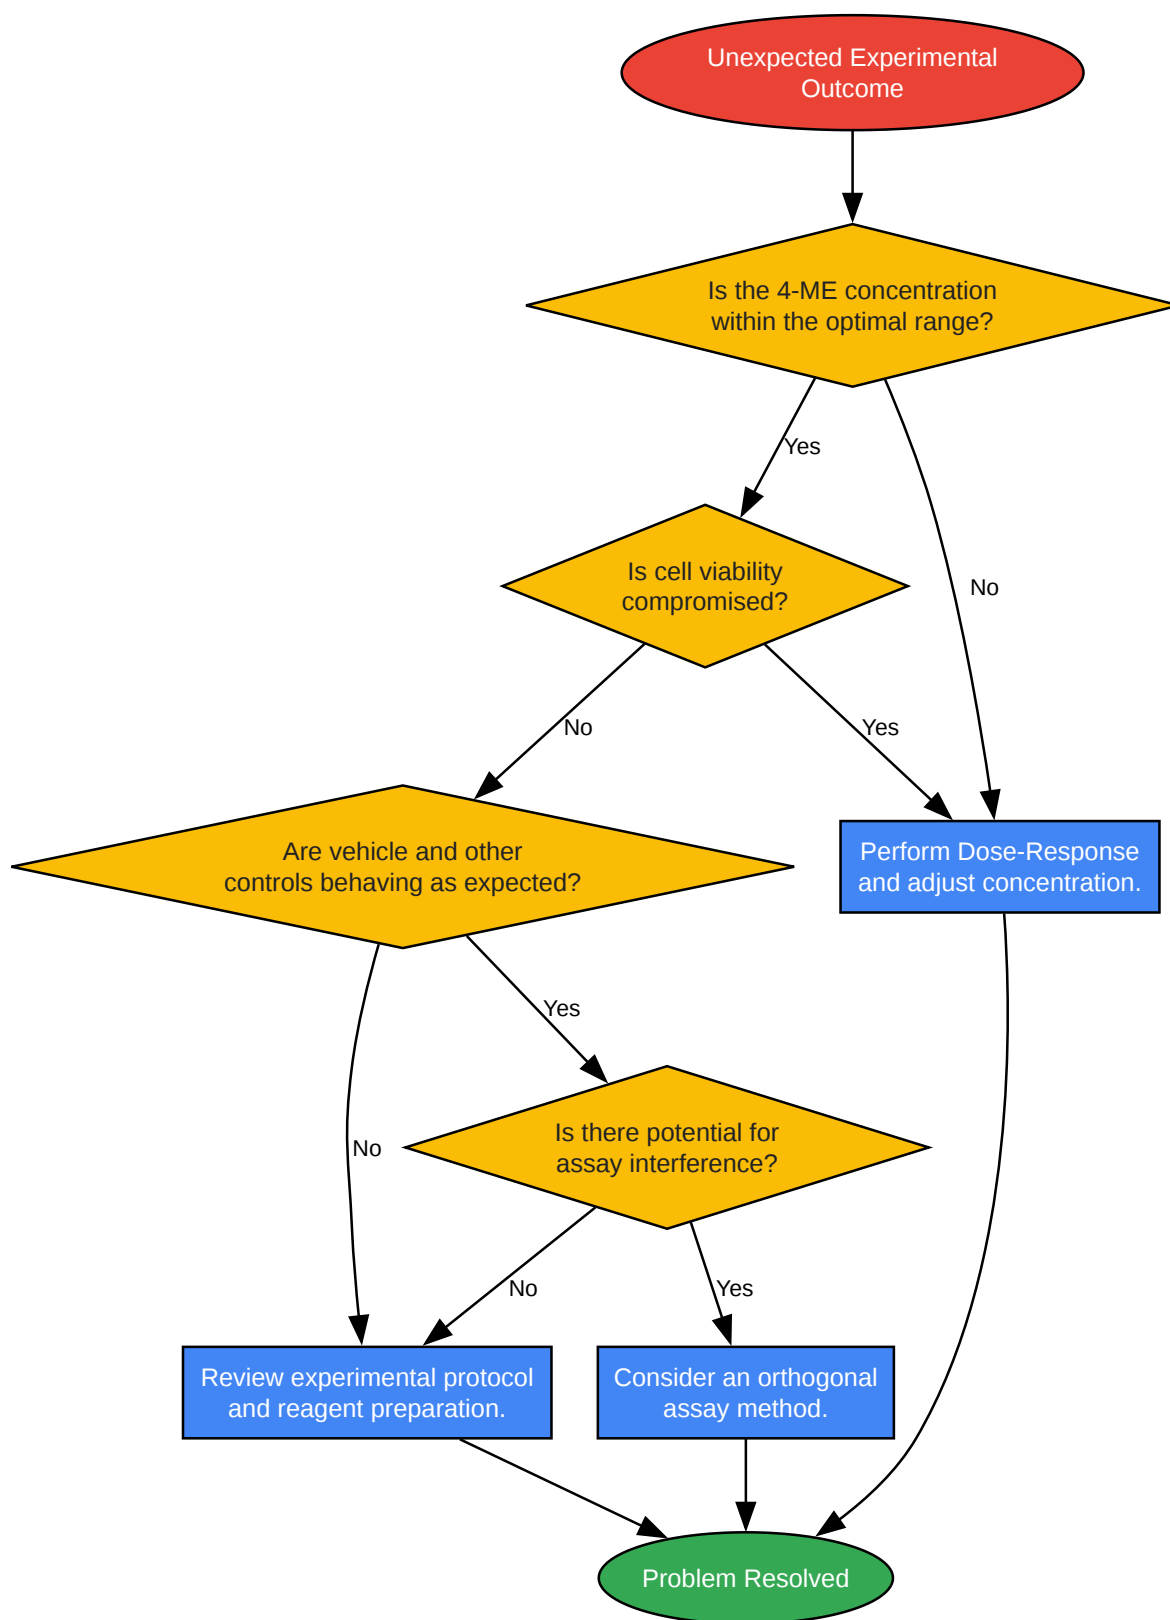 Unexpected Experimental
Outcome
Is the 4-ME concentration
within the optimal range?
Yes
No
Is cell viability
compromised?
No
Yes
Are vehicle and other
controls behaving as expected?
Perform Dose-Response
and adjust concentration.
Yes
No
Is there potential for
assay interference?
No
Yes
Review experimental protocol
and reagent preparation.
Consider an orthogonal
assay method.
Problem Resolved